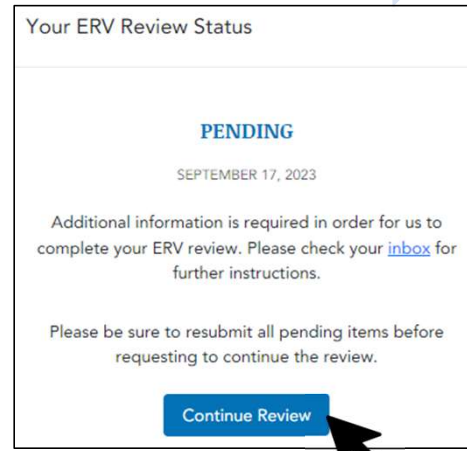 Your ERV Review Status
PENDING
SEPTEMBER 17, 2023
Additional information is required in order for us to
complete your ERV review. Please check your inbox for
further instructions.
Please be sure to resubmit all pending items before
requesting to continue the review.
Continue Review